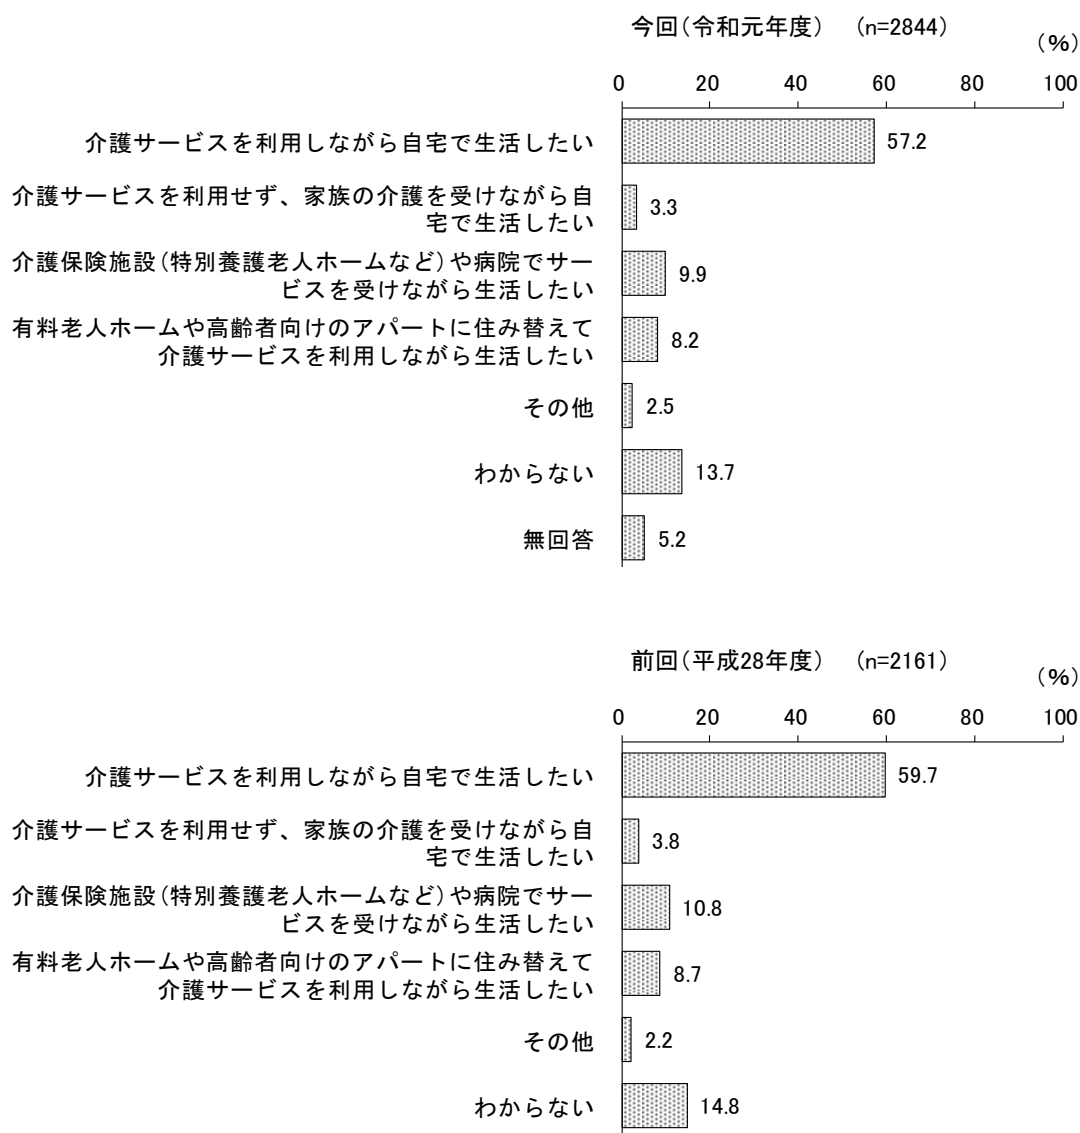 今回(令和元年度) (n=2844)
(%)
0 20 40 60 80 100
介護サービスを利用しながら自宅で生活したい 57.2
介護サービスを利用せず、家族の介護を受けながら自
宅で生活したい 3.3
介護保険施設(特別養護老人ホームなど)や病院でサー
ビスを受けながら生活したい 9.9
有料老人ホームや高齢者向けのアパートに住み替えて
介護サービスを利用しながら生活したい 8.2
その他 2.5
わからない 13.7
無回答 5.2
前回(平成28年度) (n=2161)
(%)
0 20 40 60 80 100
介護サービスを利用しながら自宅で生活したい 59.7
介護サービスを利用せず、家族の介護を受けながら自
宅で生活したい 3.8
介護保険施設(特別養護老人ホームなど)や病院でサー
ビスを受けながら生活したい 10.8
有料老人ホームや高齢者向けのアパートに住み替えて
介護サービスを利用しながら生活したい 8.7
その他 2.2
わからない 14.8